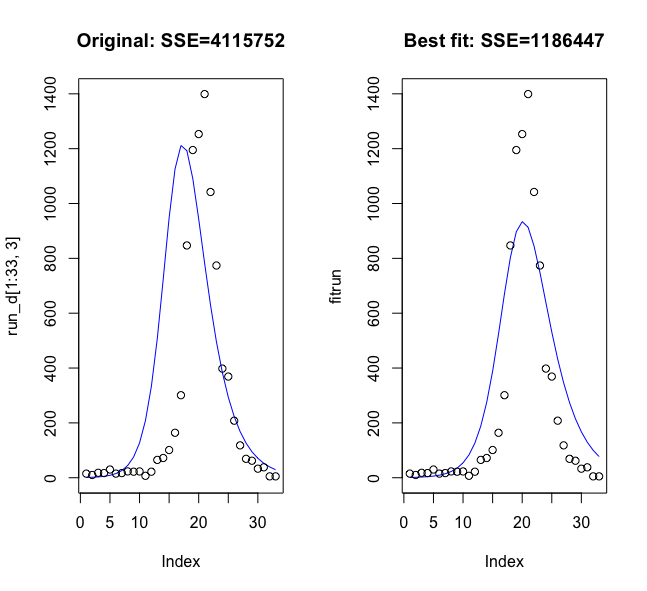 Original: SSE=4115752
run_d[1:33, 3]
1400
1200
1000
800
600
400
200
0
0 5 10 20 30
Index
Best fit: SSE=1186447
fitrun
1400
1200
1000
800
600
400
200
0
0 5 10 20 30
Index